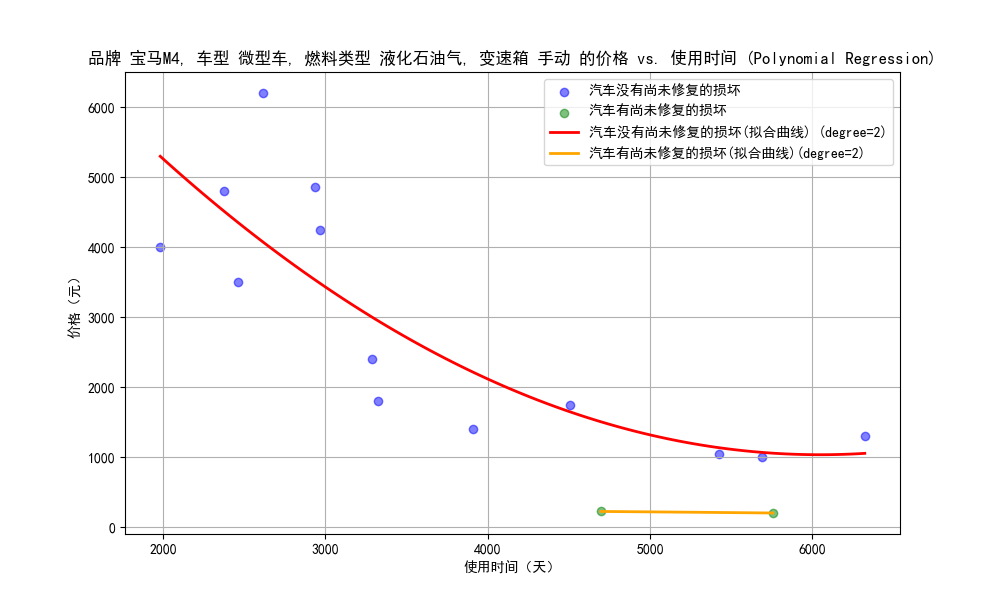 品牌 宝马M4, 车型 微型车, 燃料类型 液化石油气, 变速箱 手动 的价格 vs. 使用时间 (Polynomial Regression)
汽车没有尚未修复的损坏
汽车有尚未修复的损坏
汽车没有尚未修复的损坏(拟合曲线) (degree=2)
汽车有尚未修复的损坏(拟合曲线)(degree=2)
价格（元）
6000
5000
4000
3000
2000
1000
0
2000 3000 4000 5000 6000
使用时间（天）